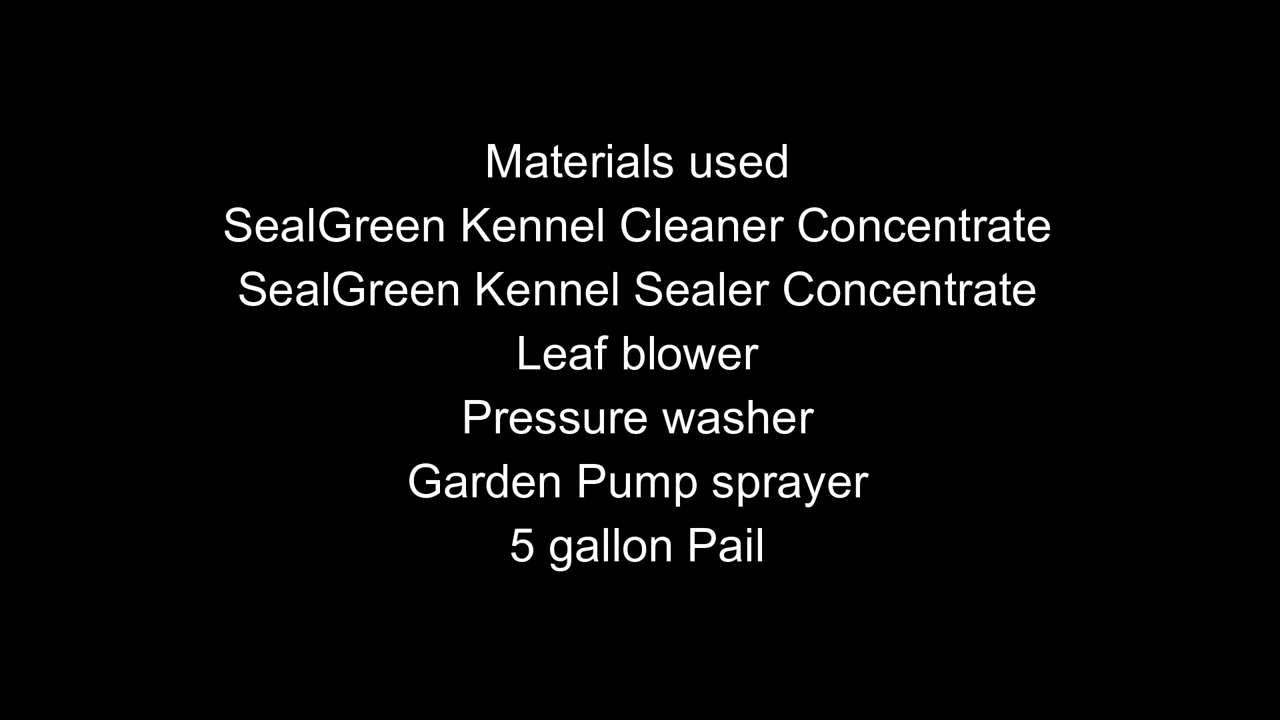 Materials used
SealGreen Kennel Cleaner Concentrate
SealGreen Kennel Sealer Concentrate
Leaf blower
Pressure washer
Garden Pump sprayer
5 gallon Pail